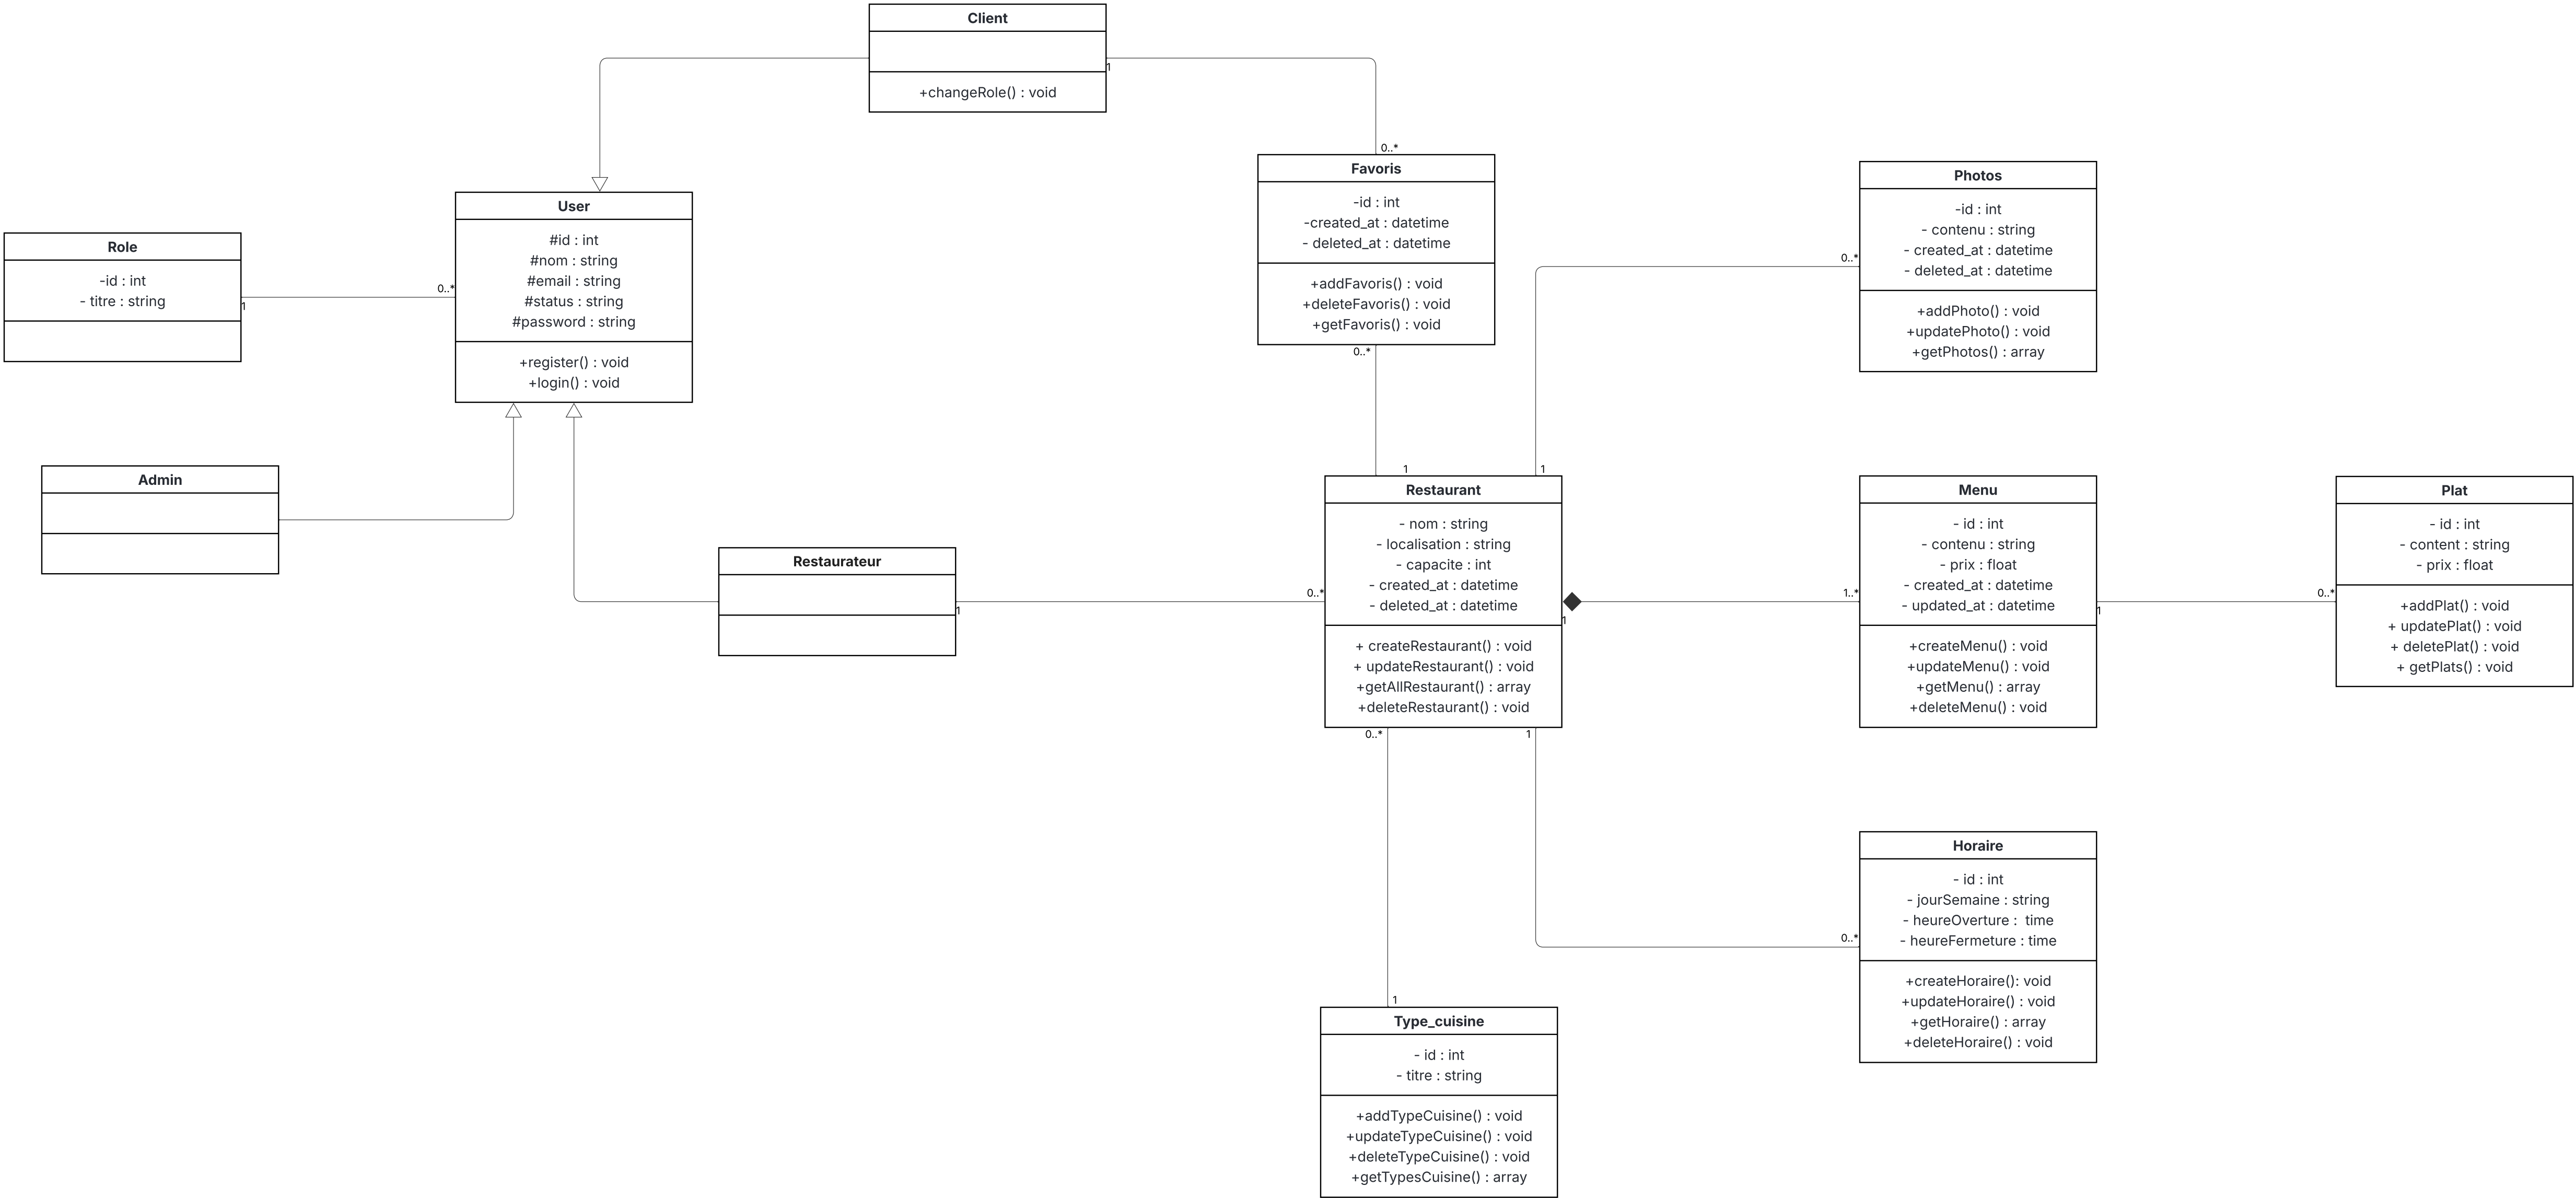 Client
+changeRole() : void
1
0..*
Favoris
-id : int
-created_at : datetime
- deleted_at : datetime
+addFavoris() : void
+deleteFavoris() : void
+getFavoris() : void
0..*
1
Photos
-id : int
- contenu : string
- created_at : datetime
- deleted_at : datetime
+addPhoto() : void
+updatePhoto() : void
+getPhotos() : array
0..*
1
User
#id : int
#nom : string
#email : string
#status : string
#password : string
+register() : void
+login() : void
Role
-id : int
- titre : string
1
0..*
Admin
Restaurateur
1
0..*
Restaurant
- nom : string
- localisation : string
- capacite : int
- created_at : datetime
- deleted_at : datetime
+ createRestaurant() : void
+ updateRestaurant() : void
+getAllRestaurant() : array
+deleteRestaurant() : void
1
1..*
Menu
- id : int
- contenu : string
- prix : float
- created_at : datetime
- updated_at : datetime
+createMenu() : void
+updateMenu() : void
+getMenu() : array
+deleteMenu() : void
1
0..*
Plat
- id : int
- content : string
- prix : float
+addPlat() : void
+ updatePlat() : void
+ deletePlat() : void
+ getPlats() : void
0..*
1
1
0..*
Horaire
- id : int
- jourSemaine : string
- heureOverture :  time
- heureFermeture : time
+createHoraire(): void
+updateHoraire() : void
+getHoraire() : array
+deleteHoraire() : void
Type_cuisine
- id : int
- titre : string
+addTypeCuisine() : void
+updateTypeCuisine() : void
+deleteTypeCuisine() : void
+getTypesCuisine() : array